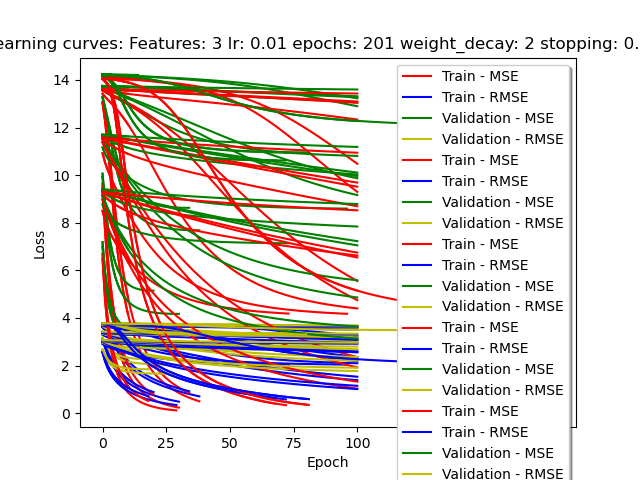 earning curves: Features: 3 lr: 0.01 epochs: 201 weight_decay: 2 stopping: 0.
14
12
10
8
6
4
2
0
Loss
0
25
50
75
100
Epoch
Train - MSE
Train - RMSE
Validation - MSE
Validation - RMSE
Train - MSE
Train - RMSE
Validation - MSE
Validation - RMSE
Train - MSE
Train - RMSE
Validation - MSE
Validation - RMSE
Train - MSE
Train - RMSE
Validation - MSE
Validation - RMSE
Train - MSE
Train - RMSE
Validation - MSE
Validation - RMSE